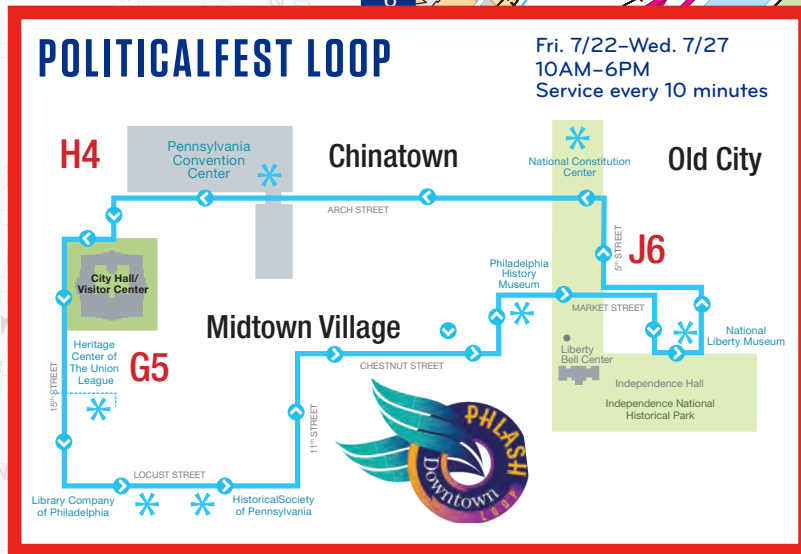 POLITICALFEST LOOP
Fri. 7/22–Wed. 7/27
10AM–6PM
Service every 10 minutes
H4
Pennsylvania
Convention
Center
Chinatown
National Constitution
Center
Old City
ARCH STREET
5th STREET
J6
City Hall/
Visitor Center
Philadelphia
History
Museum
MARKET STREET
Midtown Village
National
Liberty Museum
Heritage
Center of
The Union
League
G5
CHESTNUT STREET
Liberty
Bell Center
Independence Hall
Independence National
Historical Park
15th STREET
11th STREET
PHLASH
Downtown
LOOP
LOCUST STREET
Library Company
of Philadelphia
HistoricalSociety
of Pennsylvania